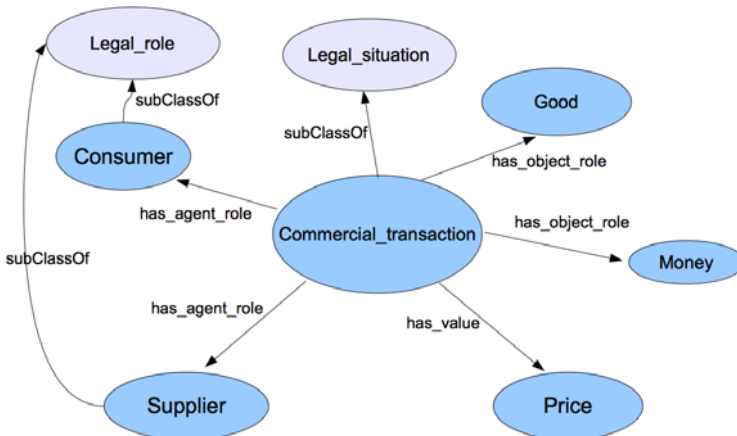 Legal_role
Legal_situation
Good
subClassOf
subClassOf
Consumer
has_object_role
has_agent_role
Commercial_transaction
has_object_role
subClassOf
Money
has_agent_role
has_value
Supplier
Price